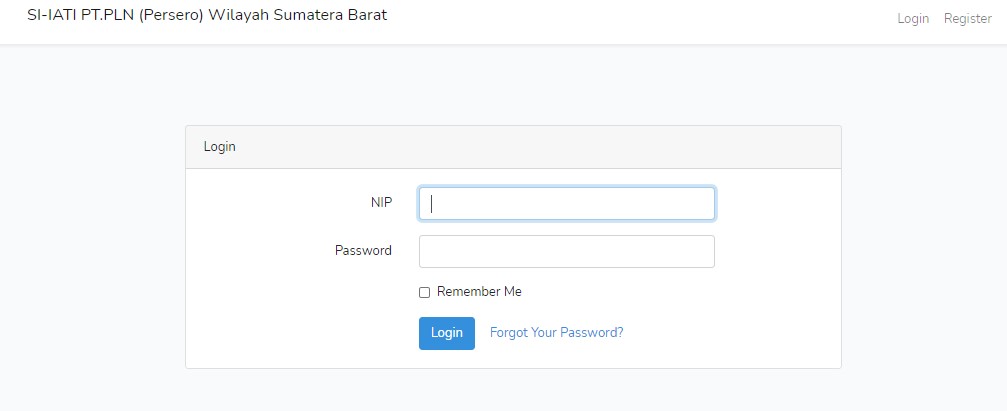 SI-IATI PT.PLN (Persero) Wilayah Sumatera Barat
Login Register
Login
NIP
Password
Remember Me
Login Forgot Your Password?